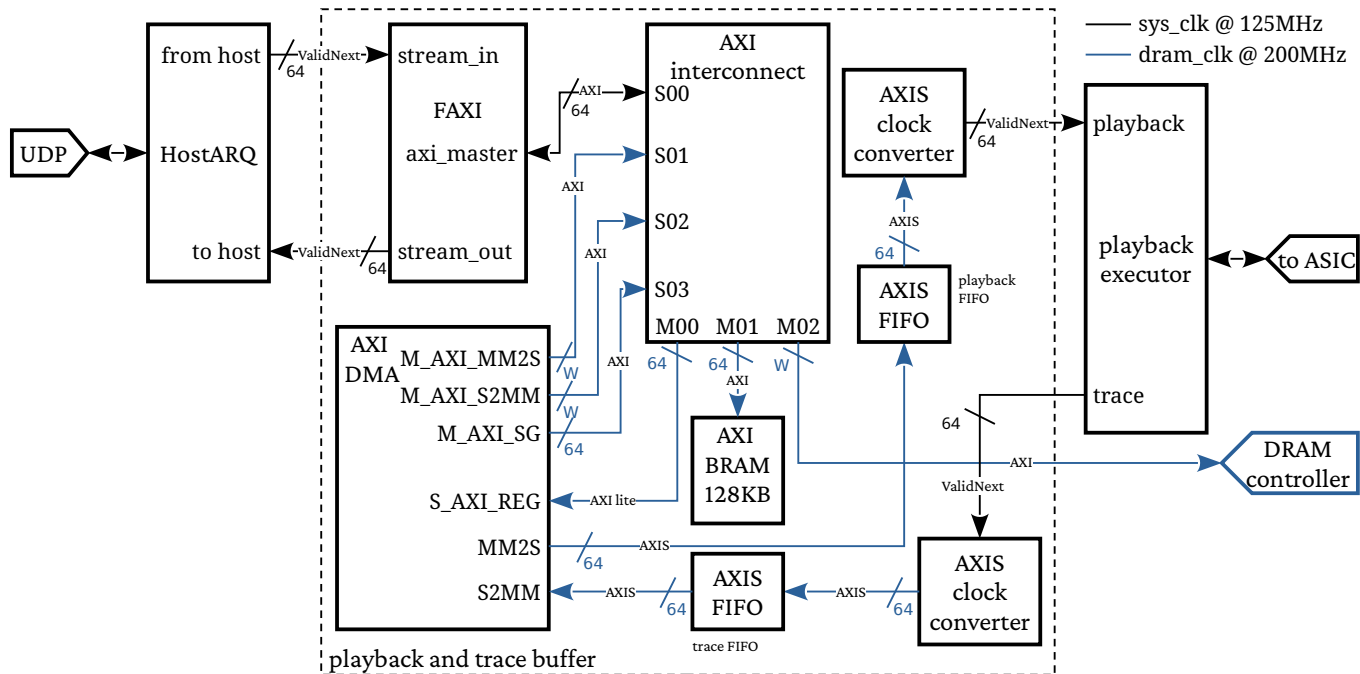 sys_clk @ 125MHz
dram_clk @ 200MHz
UDP
from host
HostARQ
to host
ValidNext
64
ValidNext
64
stream_in
FAXI
axi_master
stream_out
AXI
64
AXI
interconnect
S00
S01
S02
S03
M00
M01
M02
AXI
AXI
AXI
AXI
DMA
M_AXI_MM2S
M_AXI_S2MM
M_AXI_SG
S_AXI_REG
MM2S
S2MM
W
W
64
64
64
W
AXI
AXI lite
AXI
BRAM
128KB
AXIS
64
AXIS
64
AXIS
FIFO
trace FIFO
AXIS
64
AXIS
clock
converter
AXIS
64
AXIS
FIFO
playback
FIFO
AXIS
clock
converter
ValidNext
64
playback
playback
executor
trace
to ASIC
64
ValidNext
AXI
DRAM
controller
playback and trace buffer